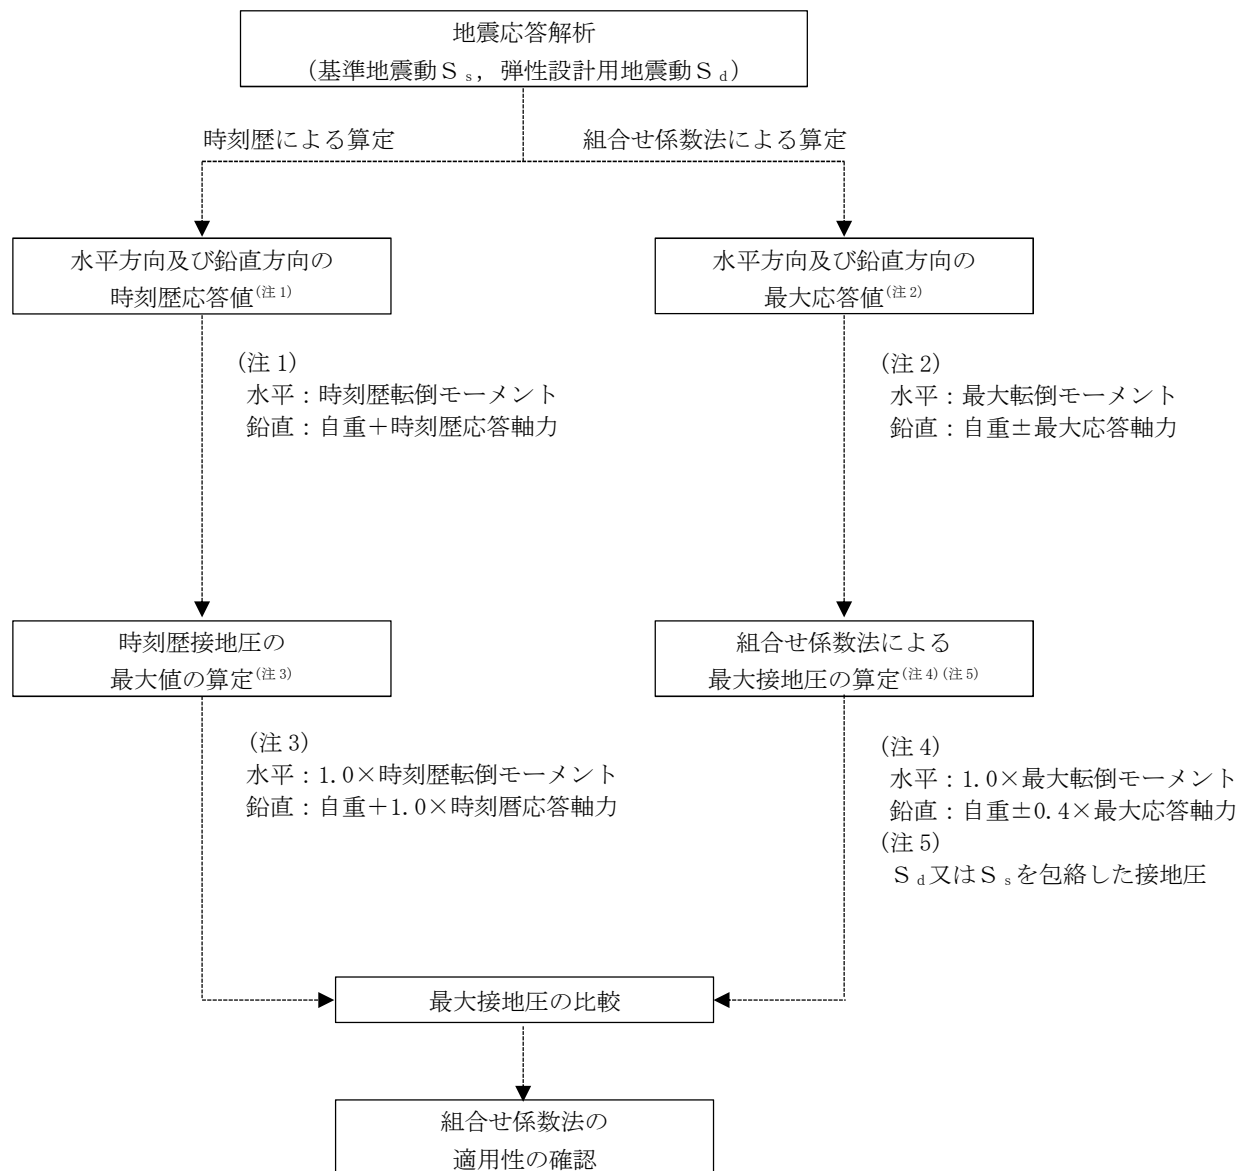 地震応答解析
(基準地震動Ｓｓ，弾性設計用地震動Ｓｄ)
時刻歴による算定
組合せ係数法による算定
水平方向及び鉛直方向の
時刻歴応答値(注1)
水平方向及び鉛直方向の
最大応答値(注2)
(注1)
水平：時刻歴転倒モーメント
鉛直：自重＋時刻歴応答軸力
(注2)
水平：最大転倒モーメント
鉛直：自重±最大応答軸力
時刻歴接地圧の
最大値の算定(注3)
組合せ係数法による
最大接地圧の算定(注4)(注5)
(注3)
水平：1.0×時刻歴転倒モーメント
鉛直：自重＋1.0×時刻暦応答軸力
(注4)
水平：1.0×最大転倒モーメント
鉛直：自重±0.4×最大応答軸力
(注5)
Ｓｄ又はＳｓを包絡した接地圧
最大接地圧の比較
組合せ係数法の
適用性の確認